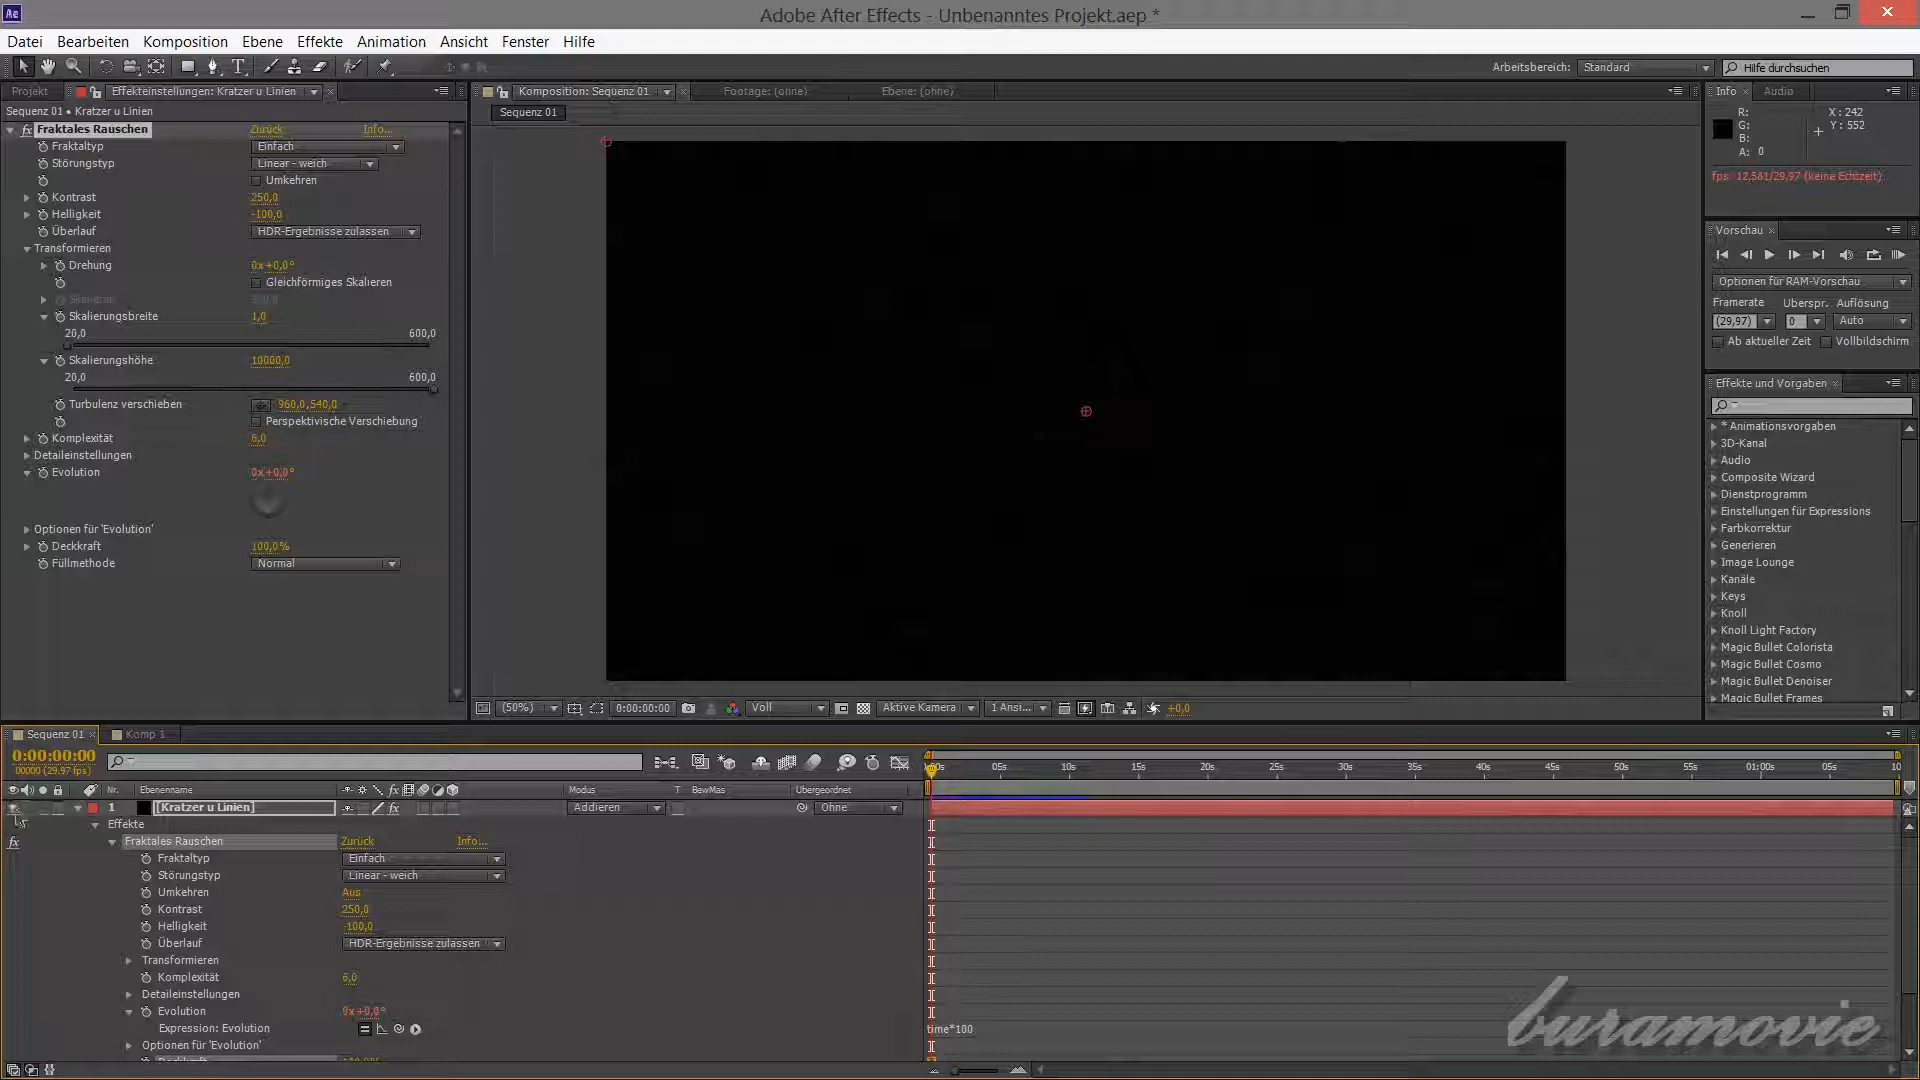 Adobe After Effects - Unbenanntes Projekt.aep *
Datei Bearbeiten Komposition Ebene Effekte Animation Ansicht Fenster Hilfe
Arbeitsbereich: Standard Hilfe durchsuchen
Projekt Effekteinstellungen: Kratzer u Linien
Sequenz 01 • Kratzer u Linien
fx Fraktales Rauschen Zurück Info...
Fraktaltyp Einfach
Störungstyp Linear - weich
Umkehren
Kontrast 250,0
Helligkeit -100,0
Überlauf HDR-Ergebnisse zulassen
Transformieren
Drehung 0x+0,0°
Gleichförmiges Skalieren
Skalierungsbreite 1,0
20,0 600,0
Skalierungshöhe 10000,0
20,0 600,0
Turbulenz verschieben 960,0,540,0
Perspektivische Verschiebung
Komplexität 6,0
Detaileinstellungen
Evolution 0x+0,0°
Optionen für 'Evolution'
Deckkraft 100,0%
Füllmethode Normal
Komposition: Sequenz 01 Footage: (ohne) Ebene: (ohne)
Sequenz 01
(50%) 0:00:00:00 Voll Aktive Kamera 1 Ansi... +0,0
Info Audio
R: X : 242
G: Y : 552
B:
A: 0
fps: 12,581/29,97 (keine Echtzeit)
Vorschau
Optionen für RAM-Vorschau
Framerate Überspr. Auflösung
(29,97) 0 Auto
Ab aktueller Zeit Vollbildschirm
Effekte und Vorgaben
* Animationsvorgaben
3D-Kanal
Audio
Composite Wizard
Dienstprogramm
Einstellungen für Expressions
Farbkorrektur
Generieren
Image Lounge
Kanäle
Keys
Knoll
Knoll Light Factory
Magic Bullet Colorista
Magic Bullet Cosmo
Magic Bullet Denoiser
Magic Bullet Frames
Sequenz 01 Komp 1
0:00:00:00
00000 (29,97 fps)
05s 10s 15s 20s 25s 30s 35s 40s 45s 50s 55s 01:00s 05s 10
Nr. Ebenenname Modus T BewMas Übergeordnet
1 [Kratzer u Linien] Addieren Ohne
Effekte
fx Fraktales Rauschen Zurück Info...
Fraktaltyp Einfach
Störungstyp Linear - weich
Umkehren Aus
Kontrast 250,0
Helligkeit -100,0
Überlauf HDR-Ergebnisse zulassen
Transformieren
Komplexität 6,0
Detaileinstellungen
Evolution 0x+0,0°
Expression: Evolution time*100
Optionen für 'Evolution'
buramovie